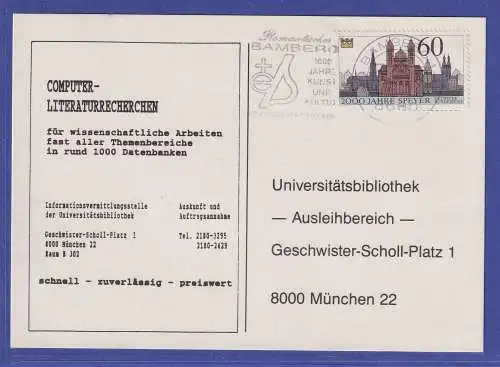 COMPUTER-
LITERATURRECHERCHEN
für wissenschaftliche Arbeiten
fast aller Themenbereiche
in rund 1000 Datenbanken
Informationsvermittlungsstelle
der Universitätsbibliothek
Geschwister-Scholl-Platz 1
8000 München 22
Raum B 302
Auskunft und
Auftragsannahme
Tel. 2180-3295
2180-2429
schnell - zuverlässig - preiswert
Romantisches
BAMBERG
1000
JAHRE
KUNST
UND
KULTUR
60
2000 JAHRE SPEYER
Universitätsbibliothek
— Ausleihbereich —
Geschwister-Scholl-Platz 1
8000 München 22